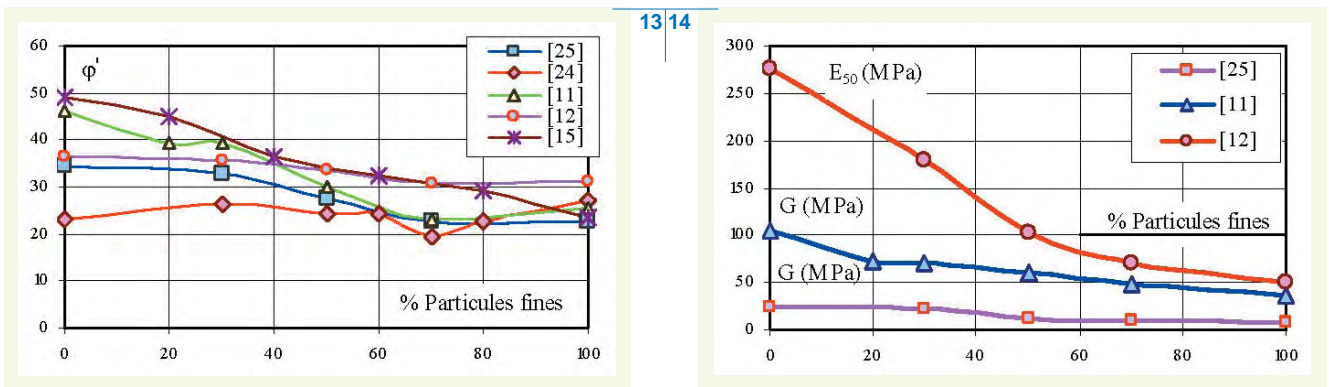 13 14
60
50
40
30
20
10
0
φ'
[25]
[24]
[11]
[12]
[15]
% Particules fines
0 20 40 60 80 100
300
250
200
150
100
50
0
E50 (MPa)
G (MPa)
G (MPa)
[25]
[11]
[12]
% Particules fines
0 20 40 60 80 100